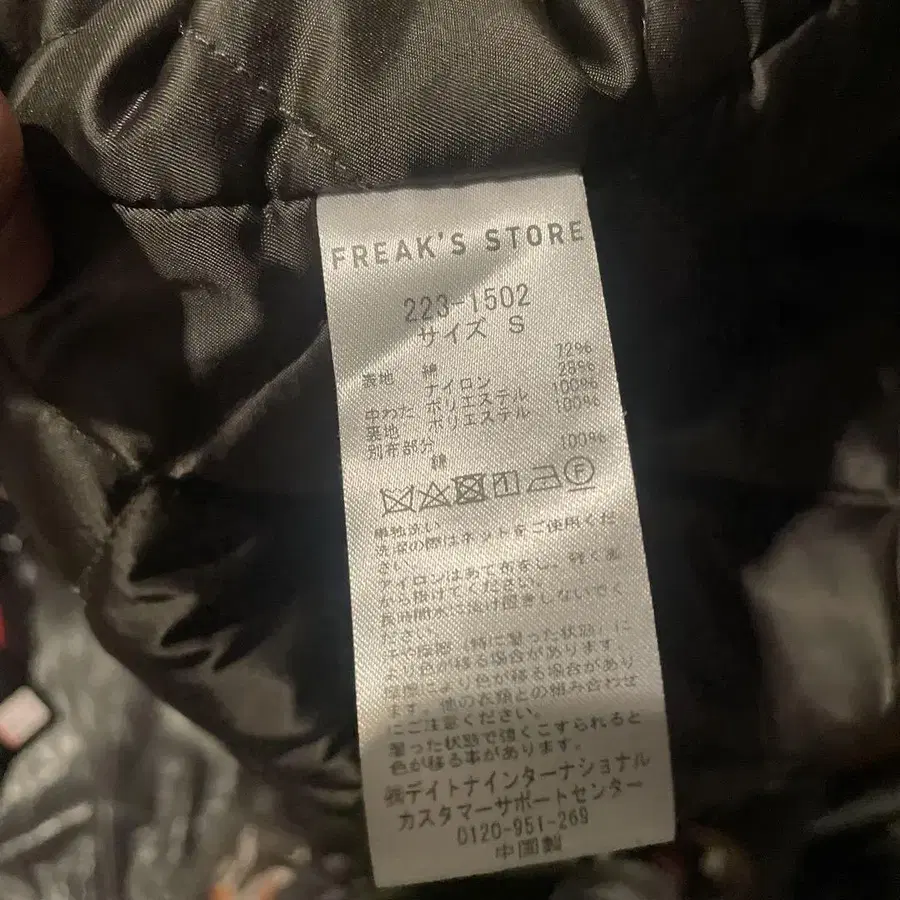 FREAK'S STORE
223-1502
サイズ S
表地 綿 72%
ナイロン 28%
中わた ポリエステル 100%
裏地 ポリエステル 100%
別布部分
綿 100%
F
単独洗い
洗濯の際はネットをご使用くだ
さい。
アイロンはあて布をし、軽く
から掛けてください。
長時間水に漬け置きしないでく
ださい。
汗や摩擦（特に湿った状態）に
より色が移る場合があります。
摩擦により色が移る場合があり
ます。他の衣類との組み合わせ
にご注意ください。
湿った状態で強くこすられると
色が移る事があります。
㈱デイトナインターナショナル
カスタマーサポートセンター
0120-951-269
中国製